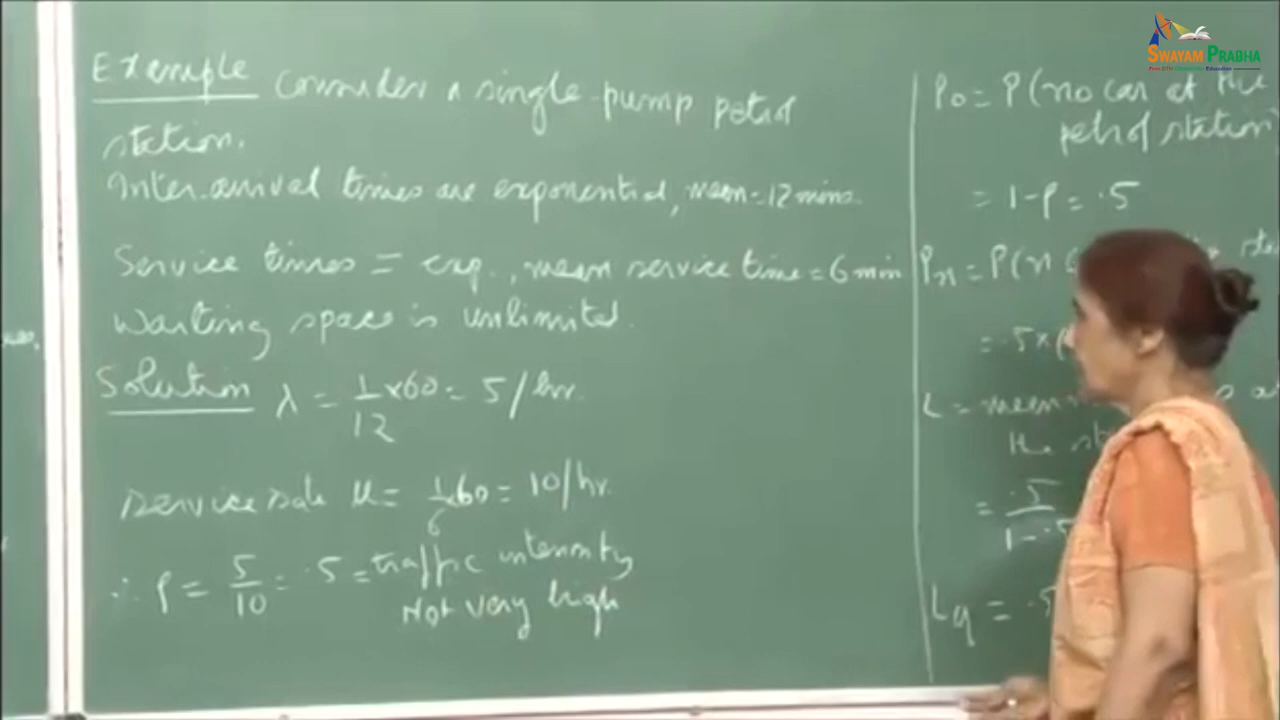 SWAYAM PRABHA
Example Consider a single pump petrol
station.
Inter arrival times are exponential, mean = 12 mins.
Service times = exp., mean service time = 6 min
Waiting space is unlimited.
Solution λ = 1/12 × 60 = 5 / hr.
service rate μ = 1/6 60 = 10/hr.
∴ ρ = 5/10 = .5 = traffic intensity
Not very high
P0 = P(no car at the
petrol station
= 1-ρ = .5
Pn = P(n
= .5×(
L = mean
the
= .5/1-.5
Lq = .5